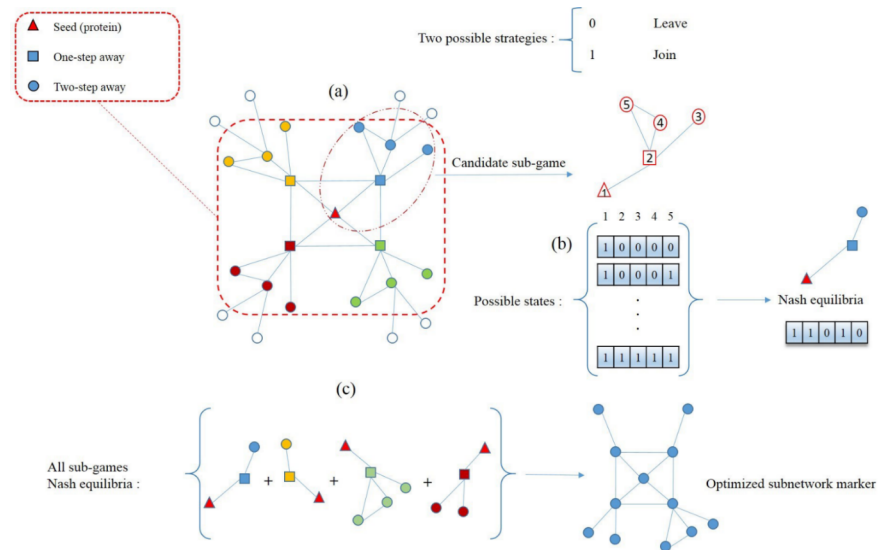 Seed (protein)
One-step away
Two-step away
Two possible strategies :
0 Leave
1 Join
(a)
Candidate sub-game
5
4
3
2
1
(b)
1 2 3 4 5
1 0 0 0 0
1 0 0 0 1
Possible states :
.
.
.
1 1 1 1 1
Nash equilibria
1 1 0 1 0
(c)
All sub-games
Nash equilibria :
+ + +
Optimized subnetwork marker